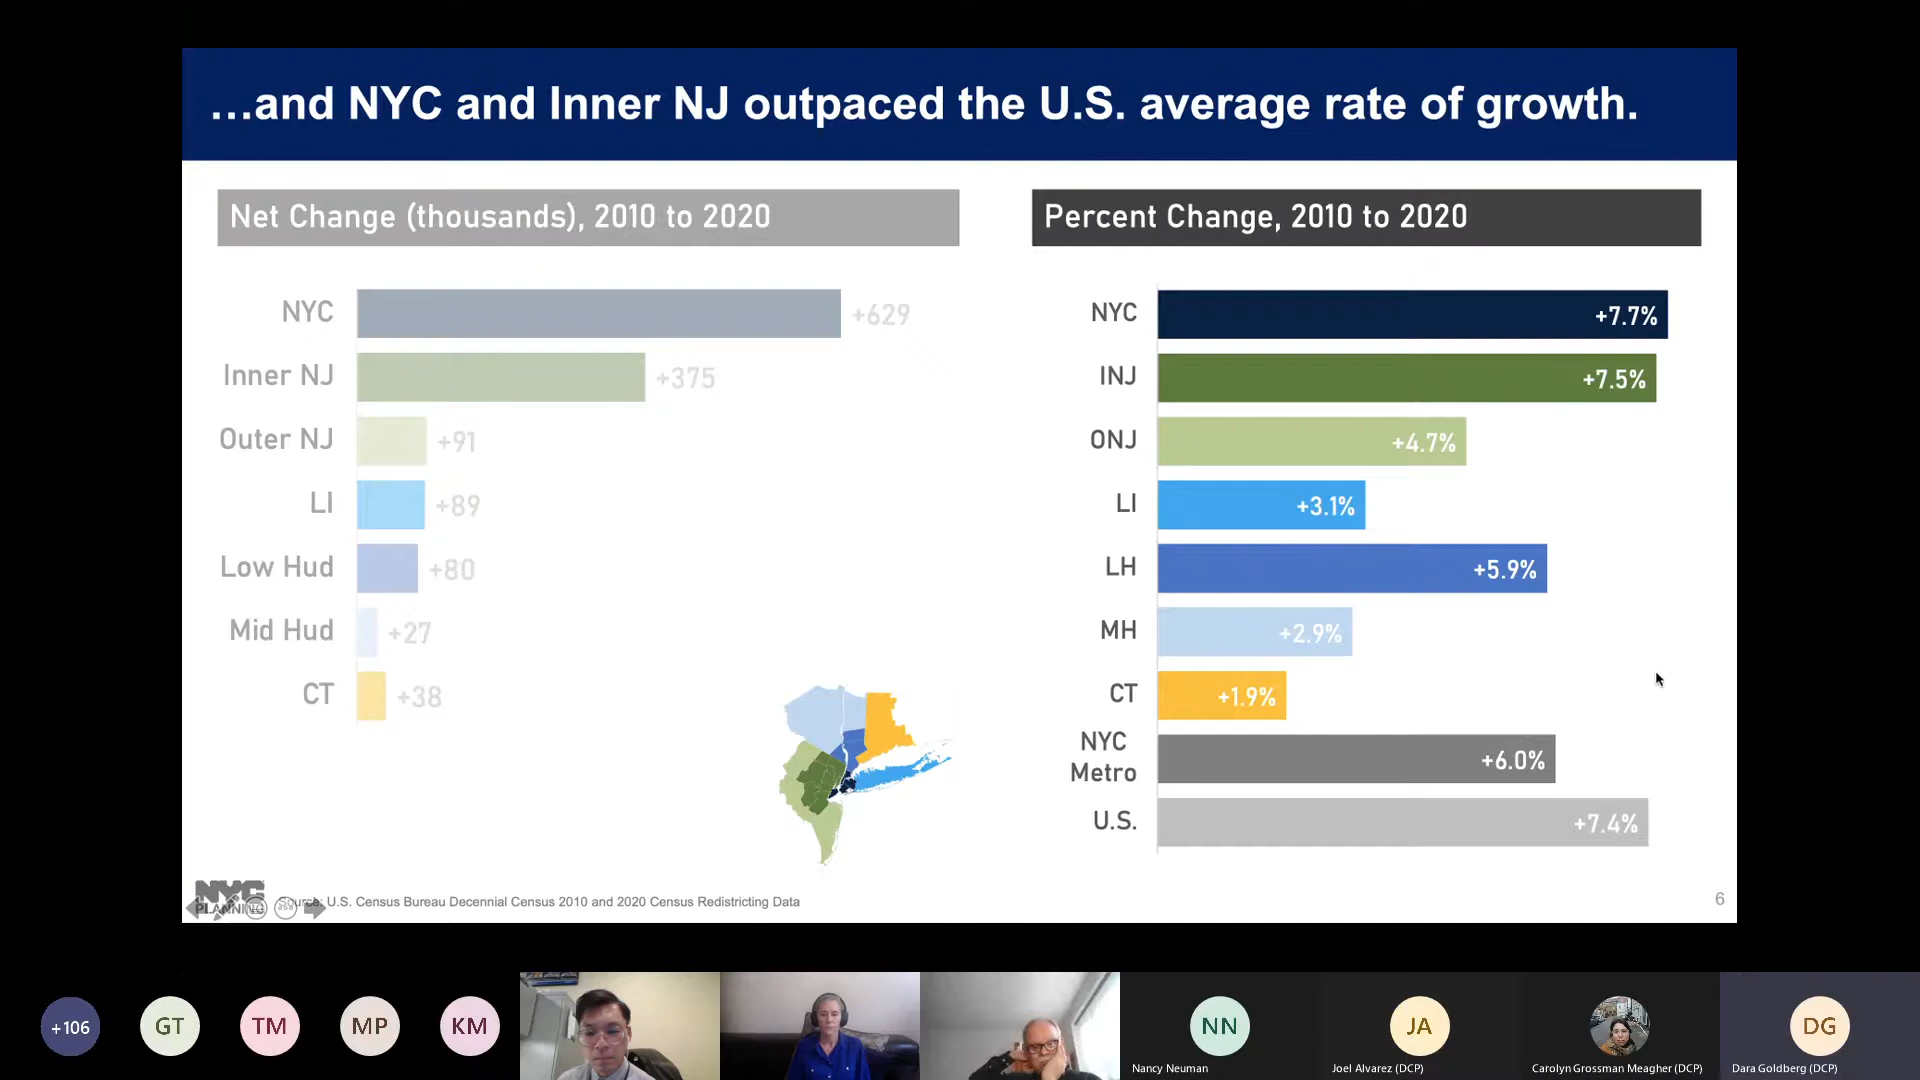 …and NYC and Inner NJ outpaced the U.S. average rate of growth.
Net Change (thousands), 2010 to 2020
NYC +629
Inner NJ +375
Outer NJ +91
LI +89
Low Hud +80
Mid Hud +27
CT +38
Percent Change, 2010 to 2020
NYC +7.7%
INJ +7.5%
ONJ +4.7%
LI +3.1%
LH +5.9%
MH +2.9%
CT +1.9%
NYC
Metro +6.0%
U.S. +7.4%
NYC
PLANNING
Source: U.S. Census Bureau Decennial Census 2010 and 2020 Census Redistricting Data
6
+106
GT
TM
MP
KM
NN
Nancy Neuman
JA
Joel Alvarez (DCP)
Carolyn Grossman Meagher (DCP)
DG
Dara Goldberg (DCP)